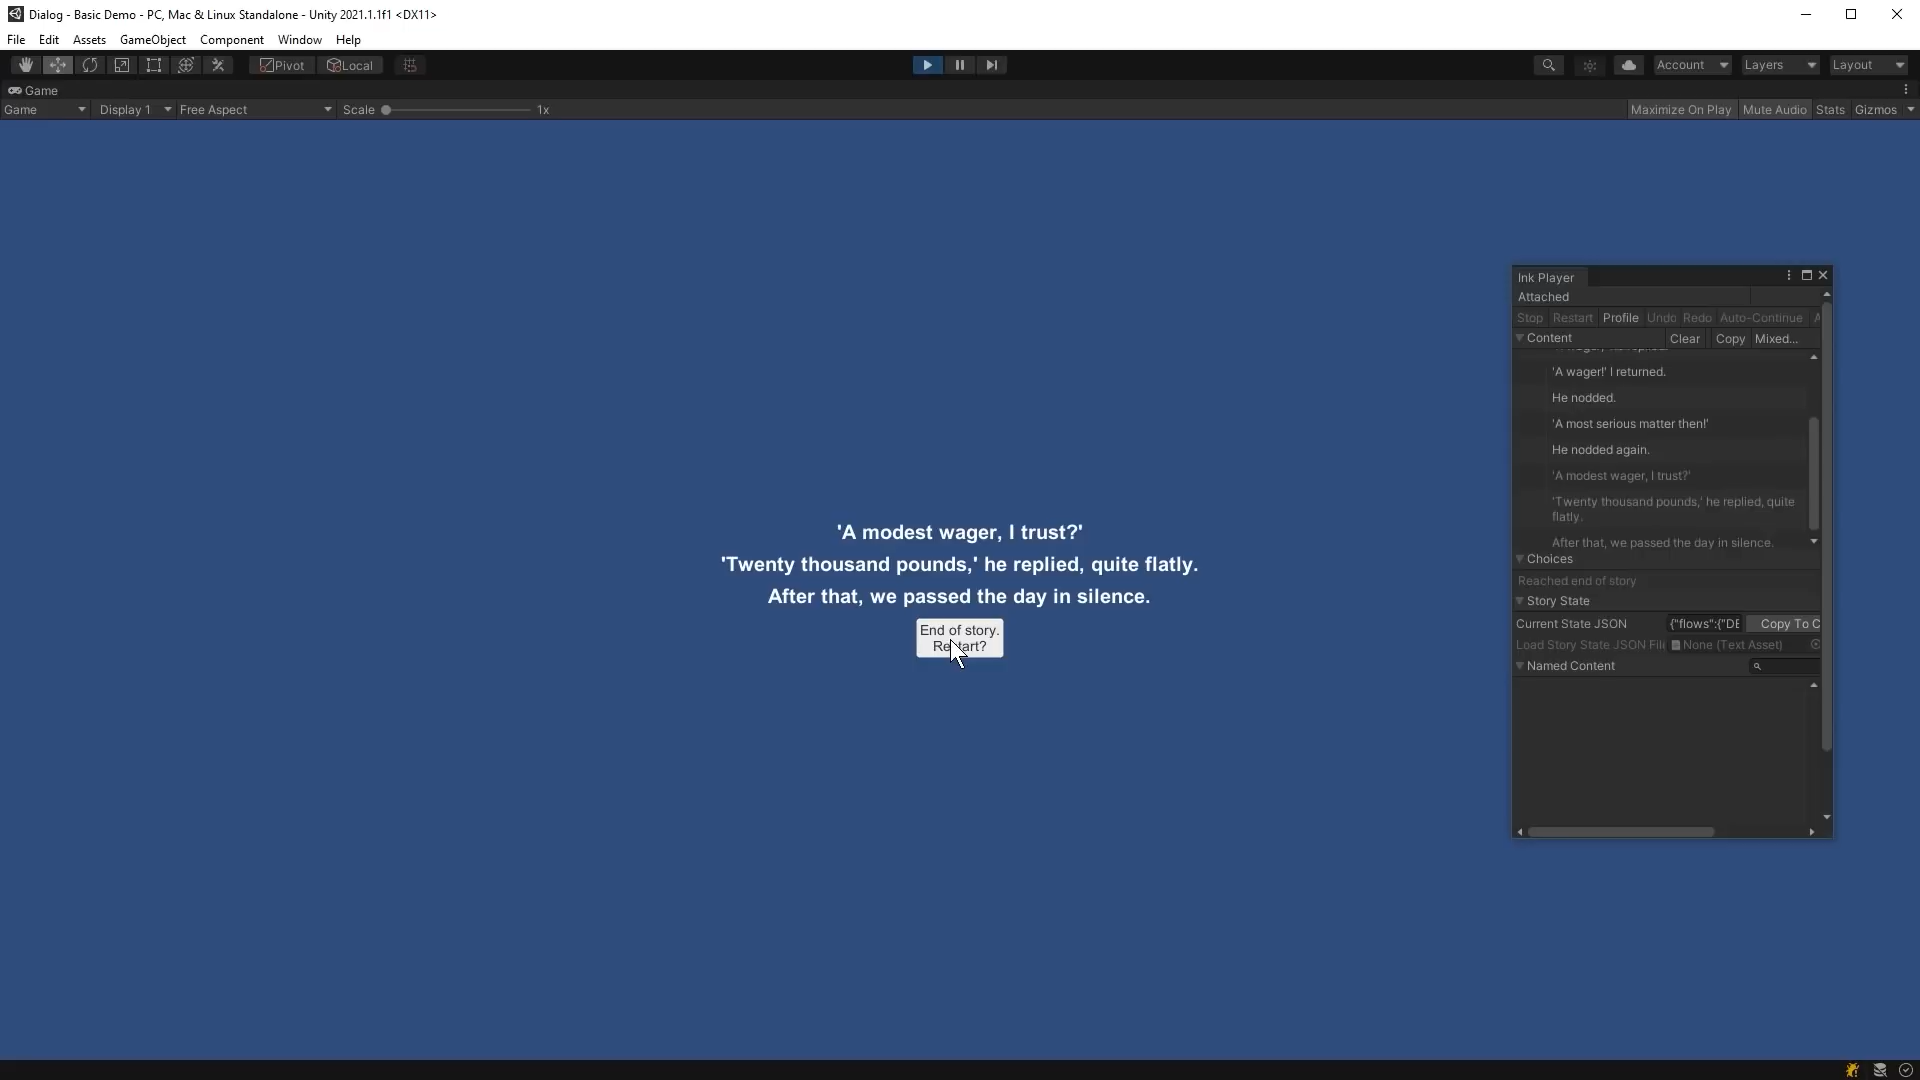 Dialog - Basic Demo - PC, Mac & Linux Standalone - Unity 2021.1.1f1 <DX11>
File Edit Assets GameObject Component Window Help
Pivot Local Account Layers Layout
Game
Game Display 1 Free Aspect Scale 1x Maximize On Play Mute Audio Stats Gizmos
'A modest wager, I trust?'
'Twenty thousand pounds,' he replied, quite flatly.
After that, we passed the day in silence.
End of story.
Restart?
Ink Player
Attached
Stop Restart Profile Undo Redo Auto-Continue A
Content Clear Copy Mixed...
'A wager!' I returned.
He nodded.
'A most serious matter then!'
He nodded again.
'A modest wager, I trust?'
'Twenty thousand pounds,' he replied, quite
flatly.
After that, we passed the day in silence.
Choices
Reached end of story
Story State
Current State JSON {"flows":{"DE Copy To C
Load Story State JSON File None (Text Asset)
Named Content